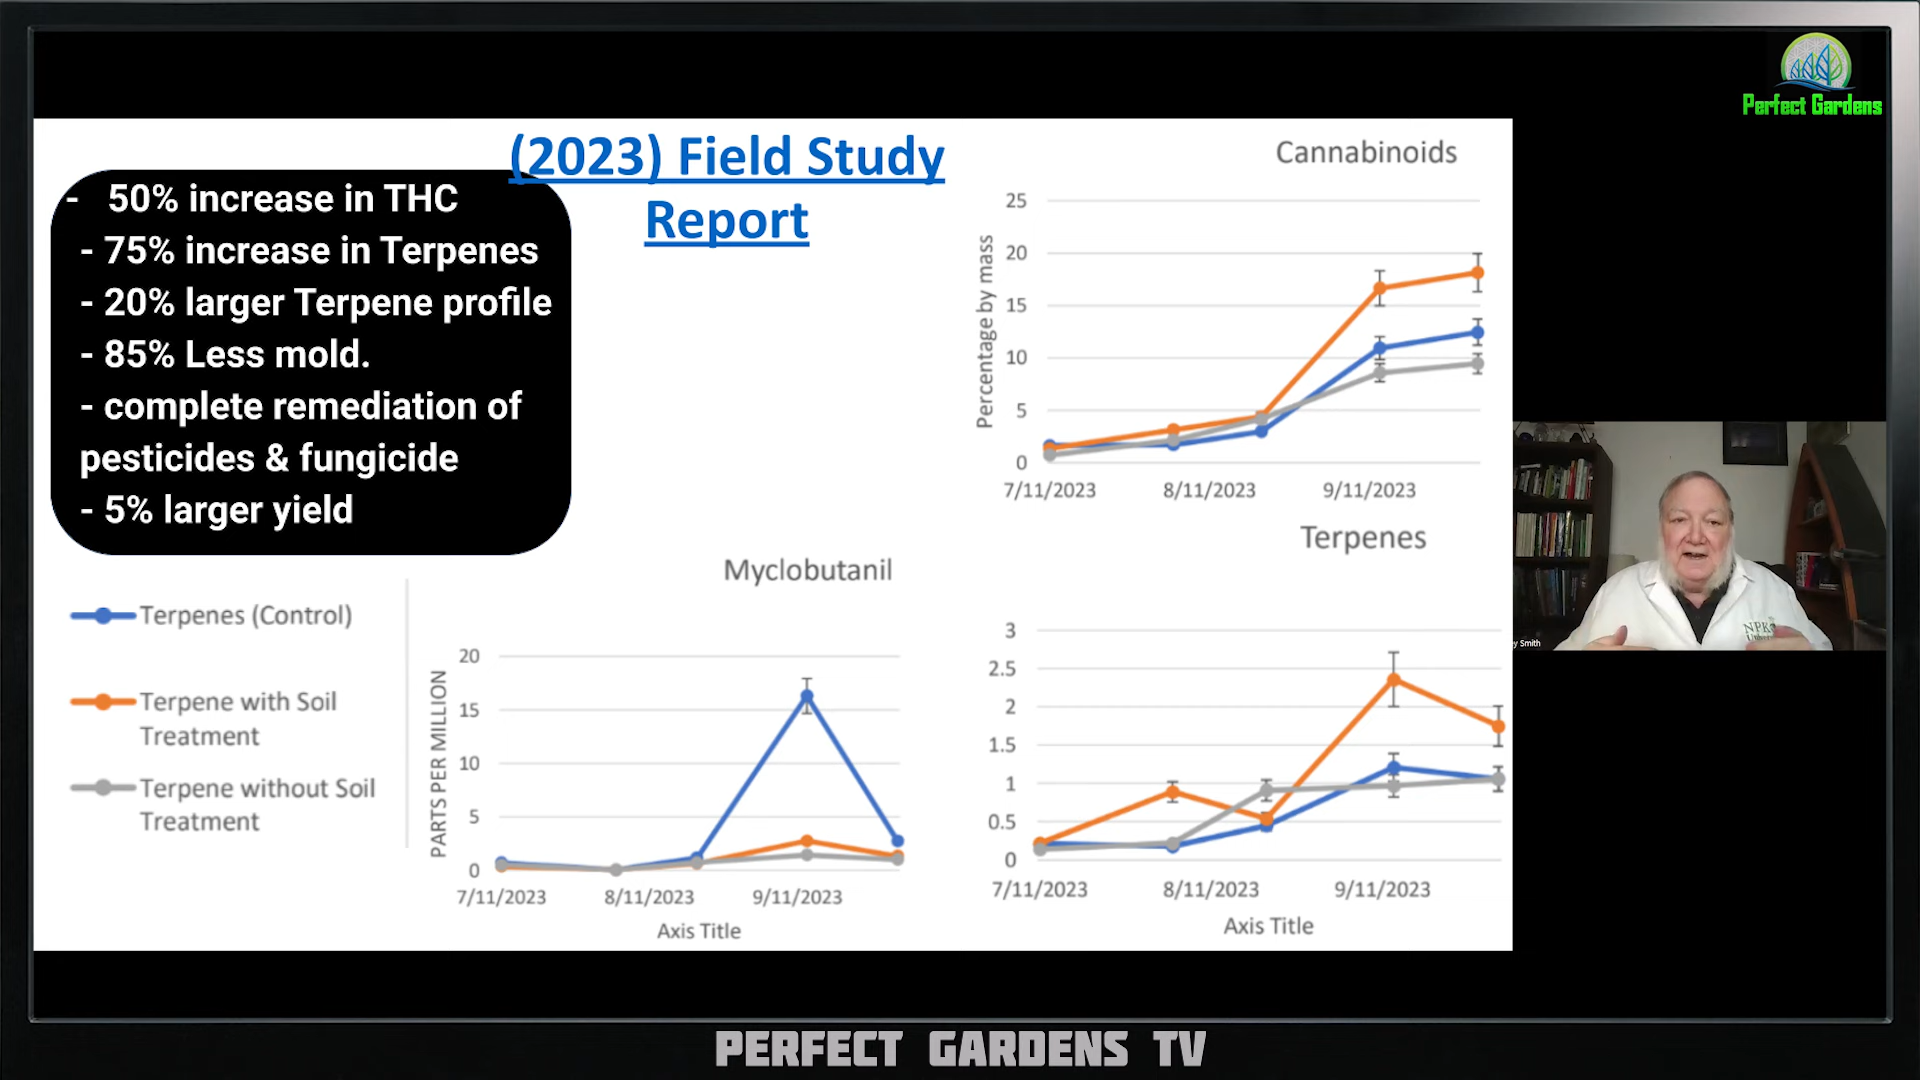 Perfect Gardens
(2023) Field Study
Report
- 50% increase in THC
- 75% increase in Terpenes
- 20% larger Terpene profile
- 85% Less mold.
- complete remediation of
pesticides & fungicide
- 5% larger yield
Cannabinoids
Percentage by mass
25
20
15
10
5
0
7/11/2023 8/11/2023 9/11/2023
Terpenes (Control)
Terpene with Soil
Treatment
Terpene without Soil
Treatment
Myclobutanil
PARTS PER MILLION
20
15
10
5
0
7/11/2023 8/11/2023 9/11/2023
Axis Title
Terpenes
3
2.5
2
1.5
1
0.5
0
7/11/2023 8/11/2023 9/11/2023
Axis Title
Smith
NPK
PERFECT GARDENS TV